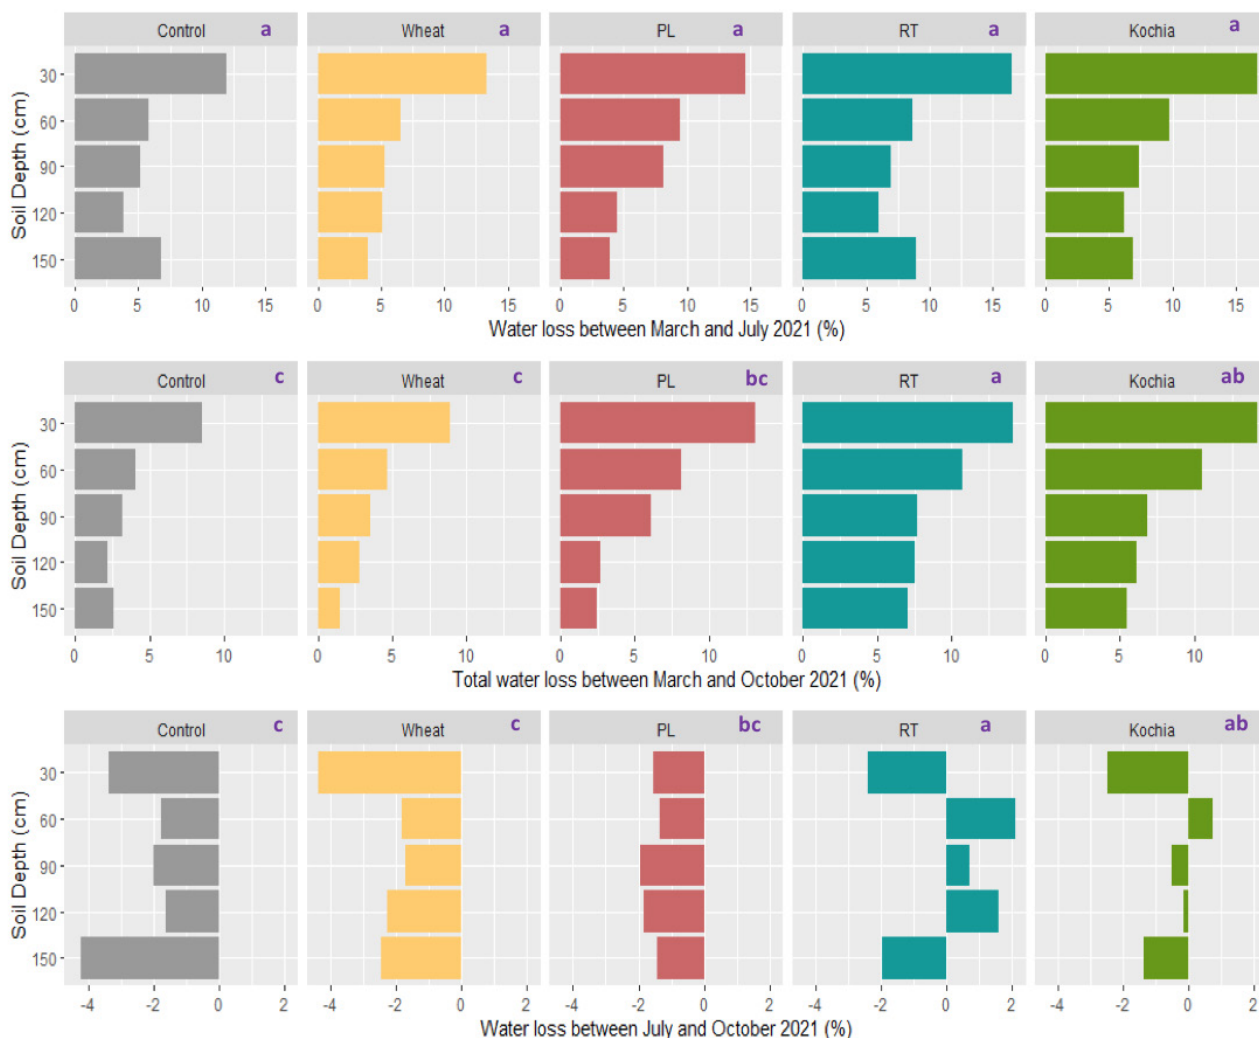 Control a Wheat a PL a RT a Kochia a
Soil Depth (cm)
30
60
90
120
150
0 5 10 15 0 5 10 15 0 5 10 15 0 5 10 15 0 5 10 15
Water loss between March and July 2021 (%)
Control c Wheat c PL bc RT a Kochia ab
Soil Depth (cm)
30
60
90
120
150
0 5 10 0 5 10 0 5 10 0 5 10 0 5 10
Total water loss between March and October 2021 (%)
Control c Wheat c PL bc RT a Kochia ab
Soil Depth (cm)
30
60
90
120
150
-4 -2 0 2 -4 -2 0 2 -4 -2 0 2 -4 -2 0 2 -4 -2 0 2
Water loss between July and October 2021 (%)